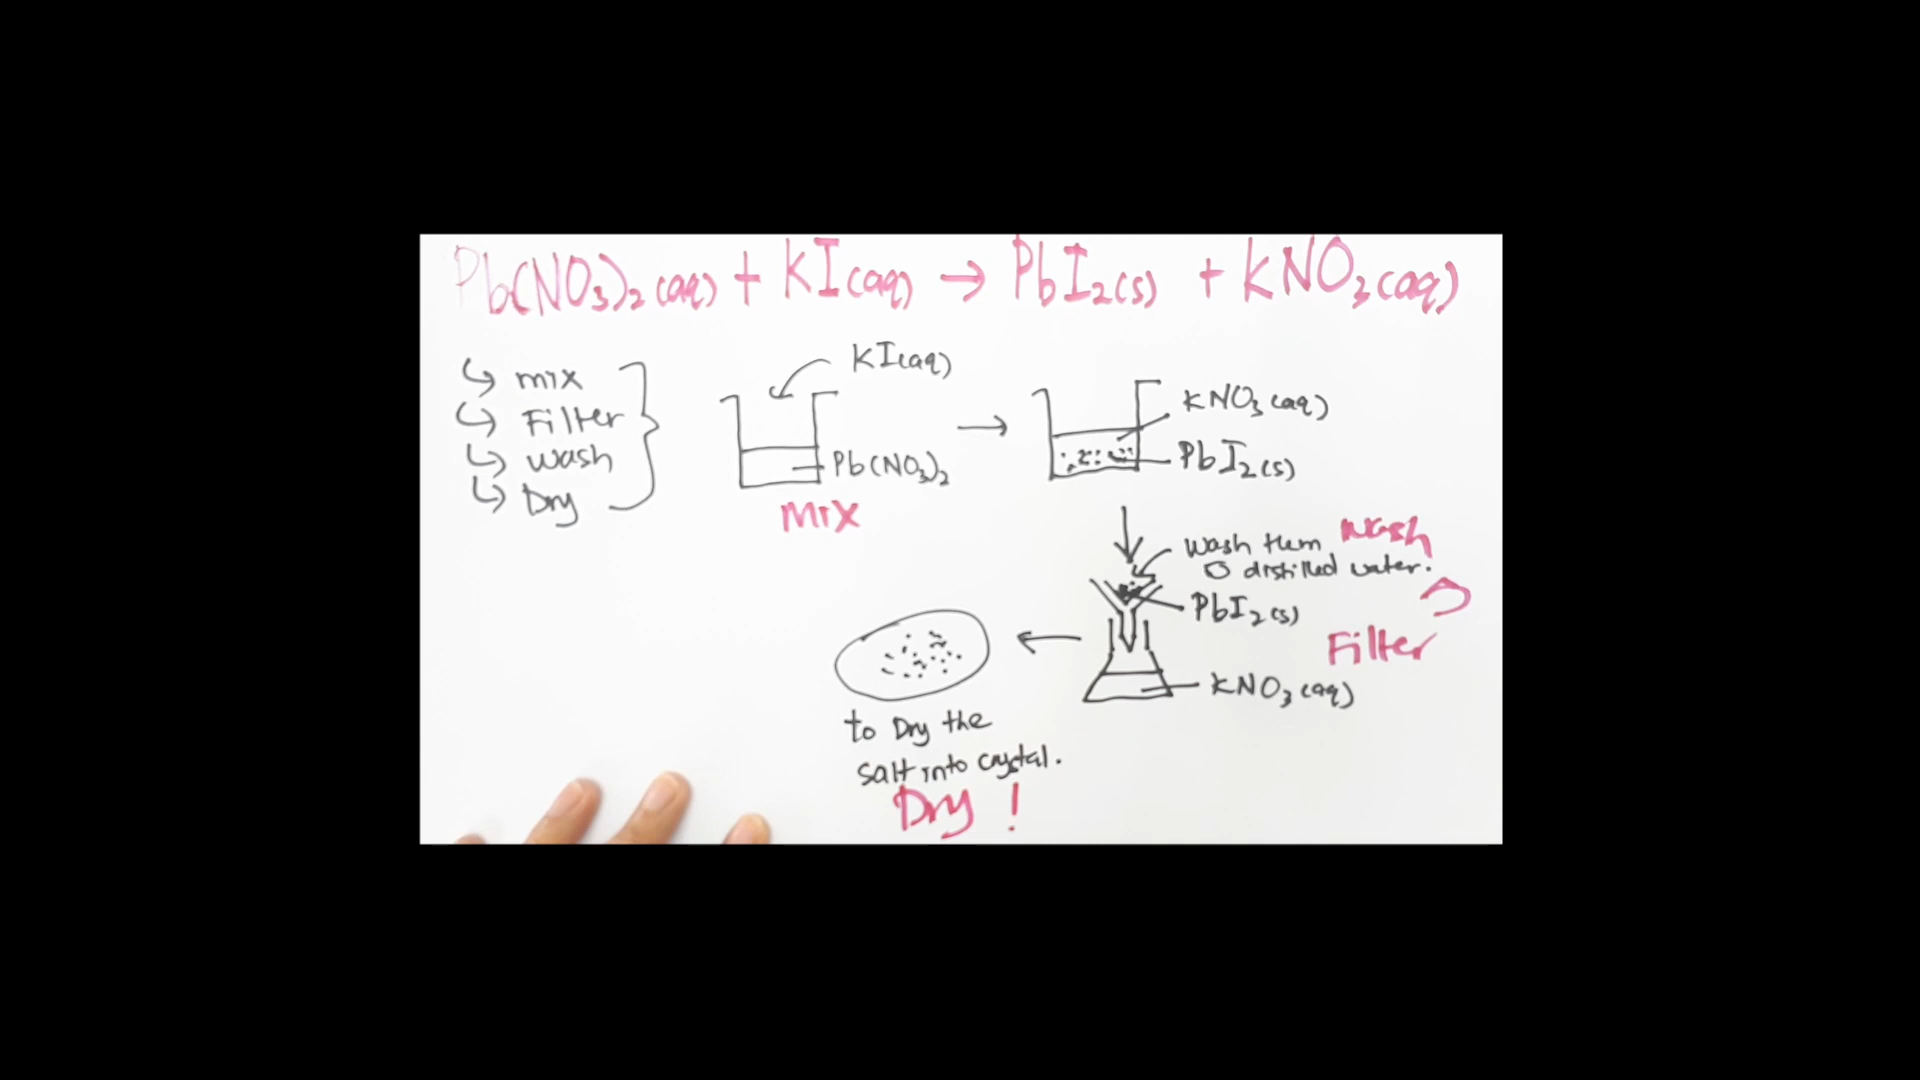 Pb(NO₃)₂(aq) + KI(aq) → PbI₂(s) + KNO₃(aq)
↳ mix
↳ Filter
↳ wash
↳ Dry
KI(aq)
Pb(NO₃)₂
mix
KNO₃(aq)
PbI₂(s)
wash them
distilled water.
wash
PbI₂(s)
Filter
KNO₃(aq)
to Dry the
salt into crystal.
Dry !